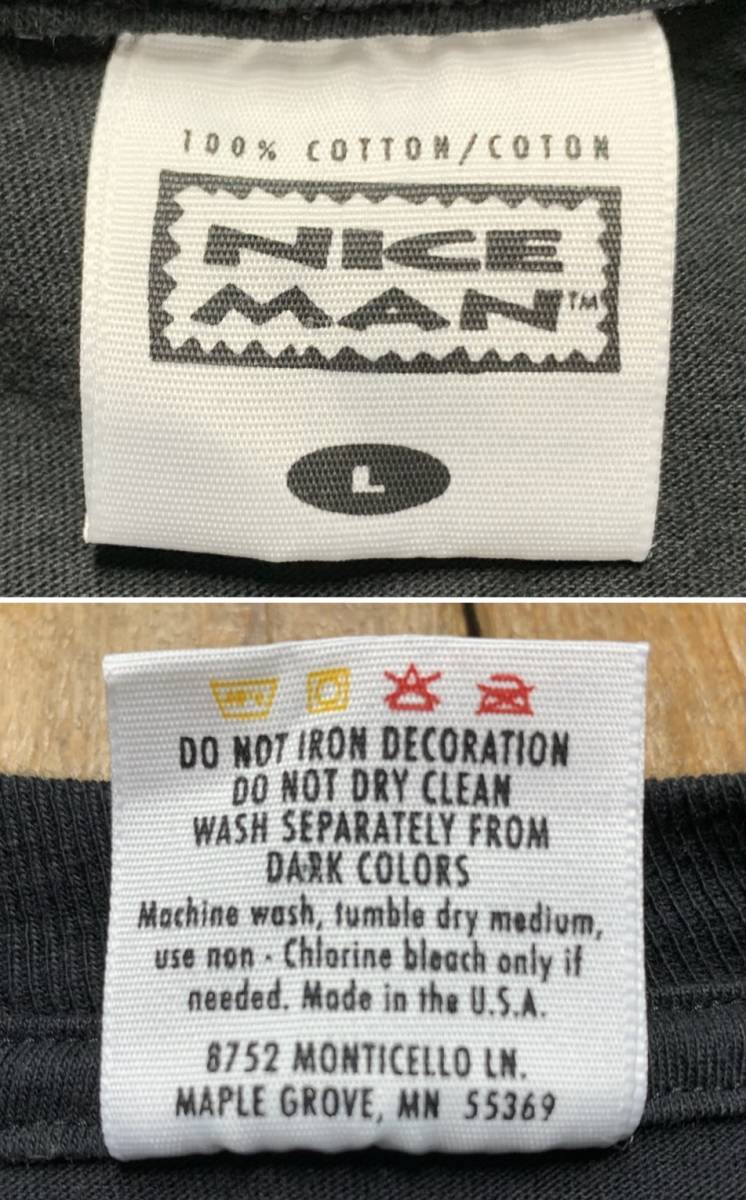 100% COTTON/COTON
NICE
MAN™
L
40°c
DO NOT IRON DECORATION
DO NOT DRY CLEAN
WASH SEPARATELY FROM
DARK COLORS
Machine wash, tumble dry medium,
use non - Chlorine bleach only if
needed. Made in the U.S.A.
8752 MONTICELLO LN.
MAPLE GROVE, MN 55369